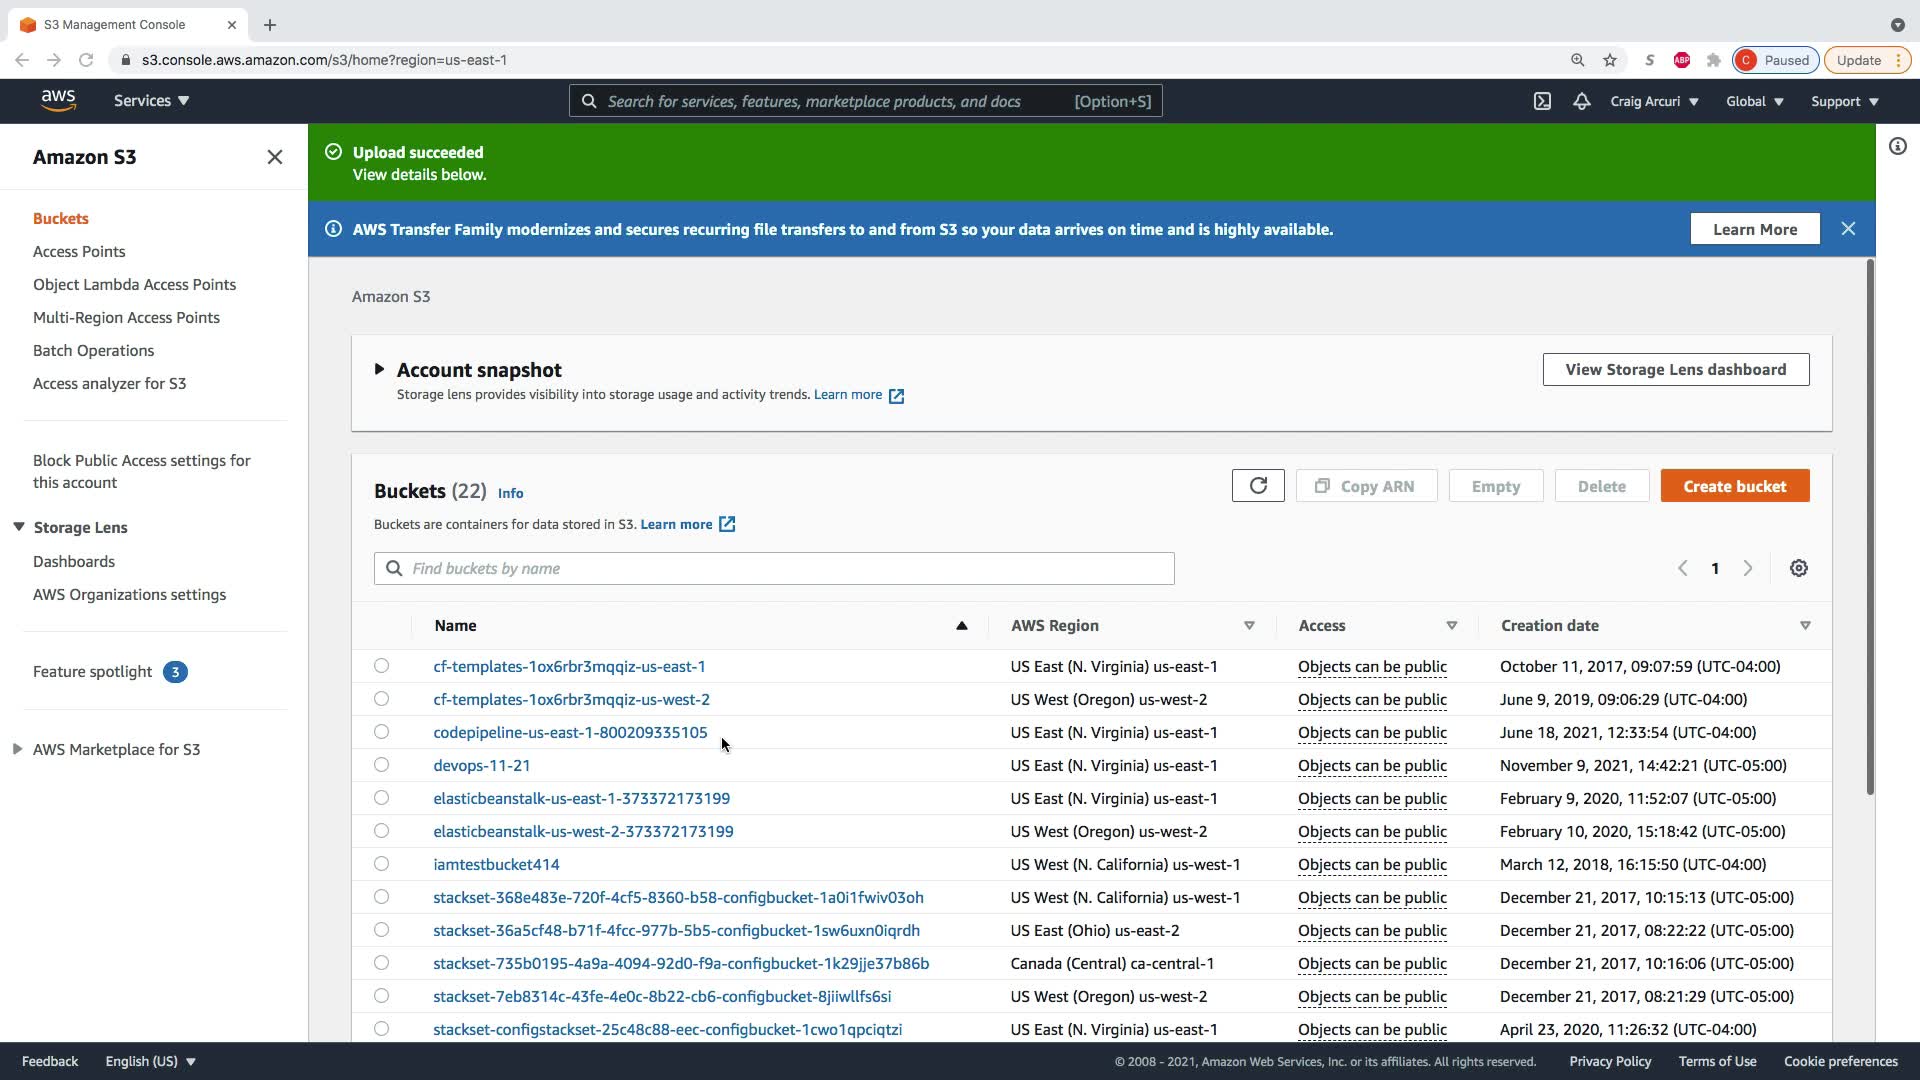 S3 Management Console
s3.console.aws.amazon.com/s3/home?region=us-east-1
S
ABP
C Paused
Update
aws
Services
Search for services, features, marketplace products, and docs [Option+S]
Craig Arcuri
Global
Support
Amazon S3
Buckets
Access Points
Object Lambda Access Points
Multi-Region Access Points
Batch Operations
Access analyzer for S3
Block Public Access settings for
this account
Storage Lens
Dashboards
AWS Organizations settings
Feature spotlight 3
AWS Marketplace for S3
Upload succeeded
View details below.
AWS Transfer Family modernizes and secures recurring file transfers to and from S3 so your data arrives on time and is highly available.
Learn More
Amazon S3
Account snapshot
Storage lens provides visibility into storage usage and activity trends. Learn more
View Storage Lens dashboard
Buckets (22) Info
Buckets are containers for data stored in S3. Learn more
Copy ARN
Empty
Delete
Create bucket
Find buckets by name
1
Name AWS Region Access Creation date
cf-templates-1ox6rbr3mqqiz-us-east-1 US East (N. Virginia) us-east-1 Objects can be public October 11, 2017, 09:07:59 (UTC-04:00)
cf-templates-1ox6rbr3mqqiz-us-west-2 US West (Oregon) us-west-2 Objects can be public June 9, 2019, 09:06:29 (UTC-04:00)
codepipeline-us-east-1-800209335105 US East (N. Virginia) us-east-1 Objects can be public June 18, 2021, 12:33:54 (UTC-04:00)
devops-11-21 US East (N. Virginia) us-east-1 Objects can be public November 9, 2021, 14:42:21 (UTC-05:00)
elasticbeanstalk-us-east-1-373372173199 US East (N. Virginia) us-east-1 Objects can be public February 9, 2020, 11:52:07 (UTC-05:00)
elasticbeanstalk-us-west-2-373372173199 US West (Oregon) us-west-2 Objects can be public February 10, 2020, 15:18:42 (UTC-05:00)
iamtestbucket414 US West (N. California) us-west-1 Objects can be public March 12, 2018, 16:15:50 (UTC-04:00)
stackset-368e483e-720f-4cf5-8360-b58-configbucket-1a0i1fwiv03oh US West (N. California) us-west-1 Objects can be public December 21, 2017, 10:15:13 (UTC-05:00)
stackset-36a5cf48-b71f-4fcc-977b-5b5-configbucket-1sw6uxn0iqrdh US East (Ohio) us-east-2 Objects can be public December 21, 2017, 08:22:22 (UTC-05:00)
stackset-735b0195-4a9a-4094-92d0-f9a-configbucket-1k29jje37b86b Canada (Central) ca-central-1 Objects can be public December 21, 2017, 10:16:06 (UTC-05:00)
stackset-7eb8314c-43fe-4e0c-8b22-cb6-configbucket-8jiiwllfs6si US West (Oregon) us-west-2 Objects can be public December 21, 2017, 08:21:29 (UTC-05:00)
stackset-configstackset-25c48c88-eec-configbucket-1cwo1qpciqtzi US East (N. Virginia) us-east-1 Objects can be public April 23, 2020, 11:26:32 (UTC-04:00)
Feedback
English (US)
© 2008 - 2021, Amazon Web Services, Inc. or its affiliates. All rights reserved.
Privacy Policy
Terms of Use
Cookie preferences